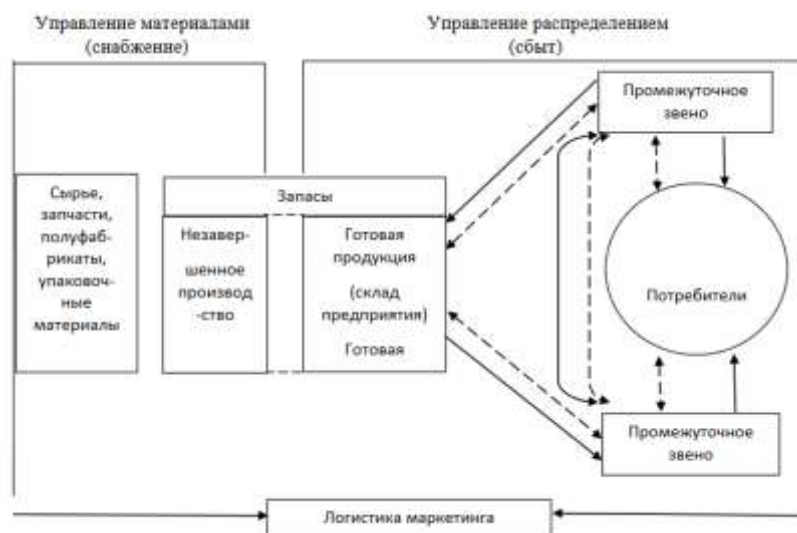 Управление материалами
(снабжение)
Управление распределением
(сбыт)
Промежуточное
звено
Сырье,
запчасти,
полуфаб-
рикаты,
упаковоч-
ные
материалы
Запасы
Незавер-
шенное
производ
-ство
Готовая
продукция
(склад
предприятия)
Готовая
Потребители
Промежуточное
звено
Логистика маркетинга